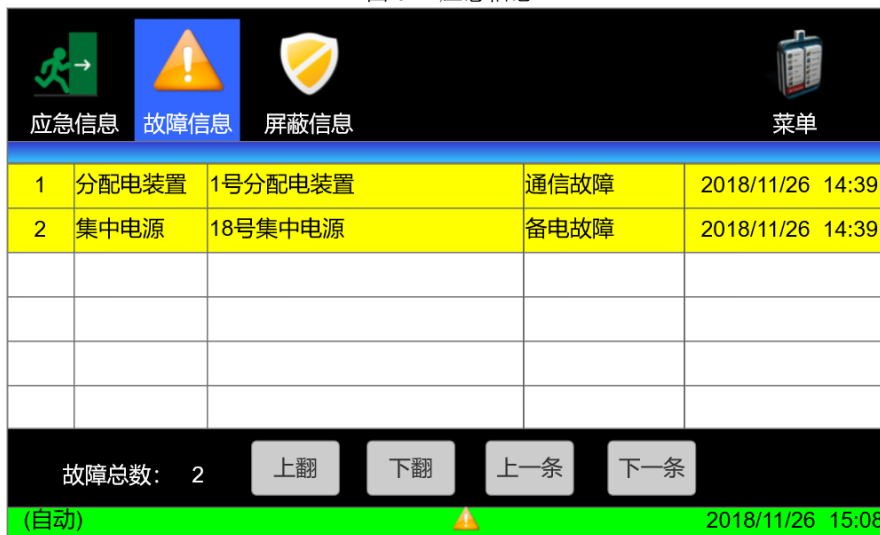 应急信息 故障信息 屏蔽信息 菜单
1 分配电装置 1号分配电装置 通信故障 2018/11/26 14:39
2 集中电源 18号集中电源 备电故障 2018/11/26 14:39
故障总数： 2 上翻 下翻 上一条 下一条
(自动) 2018/11/26 15:08